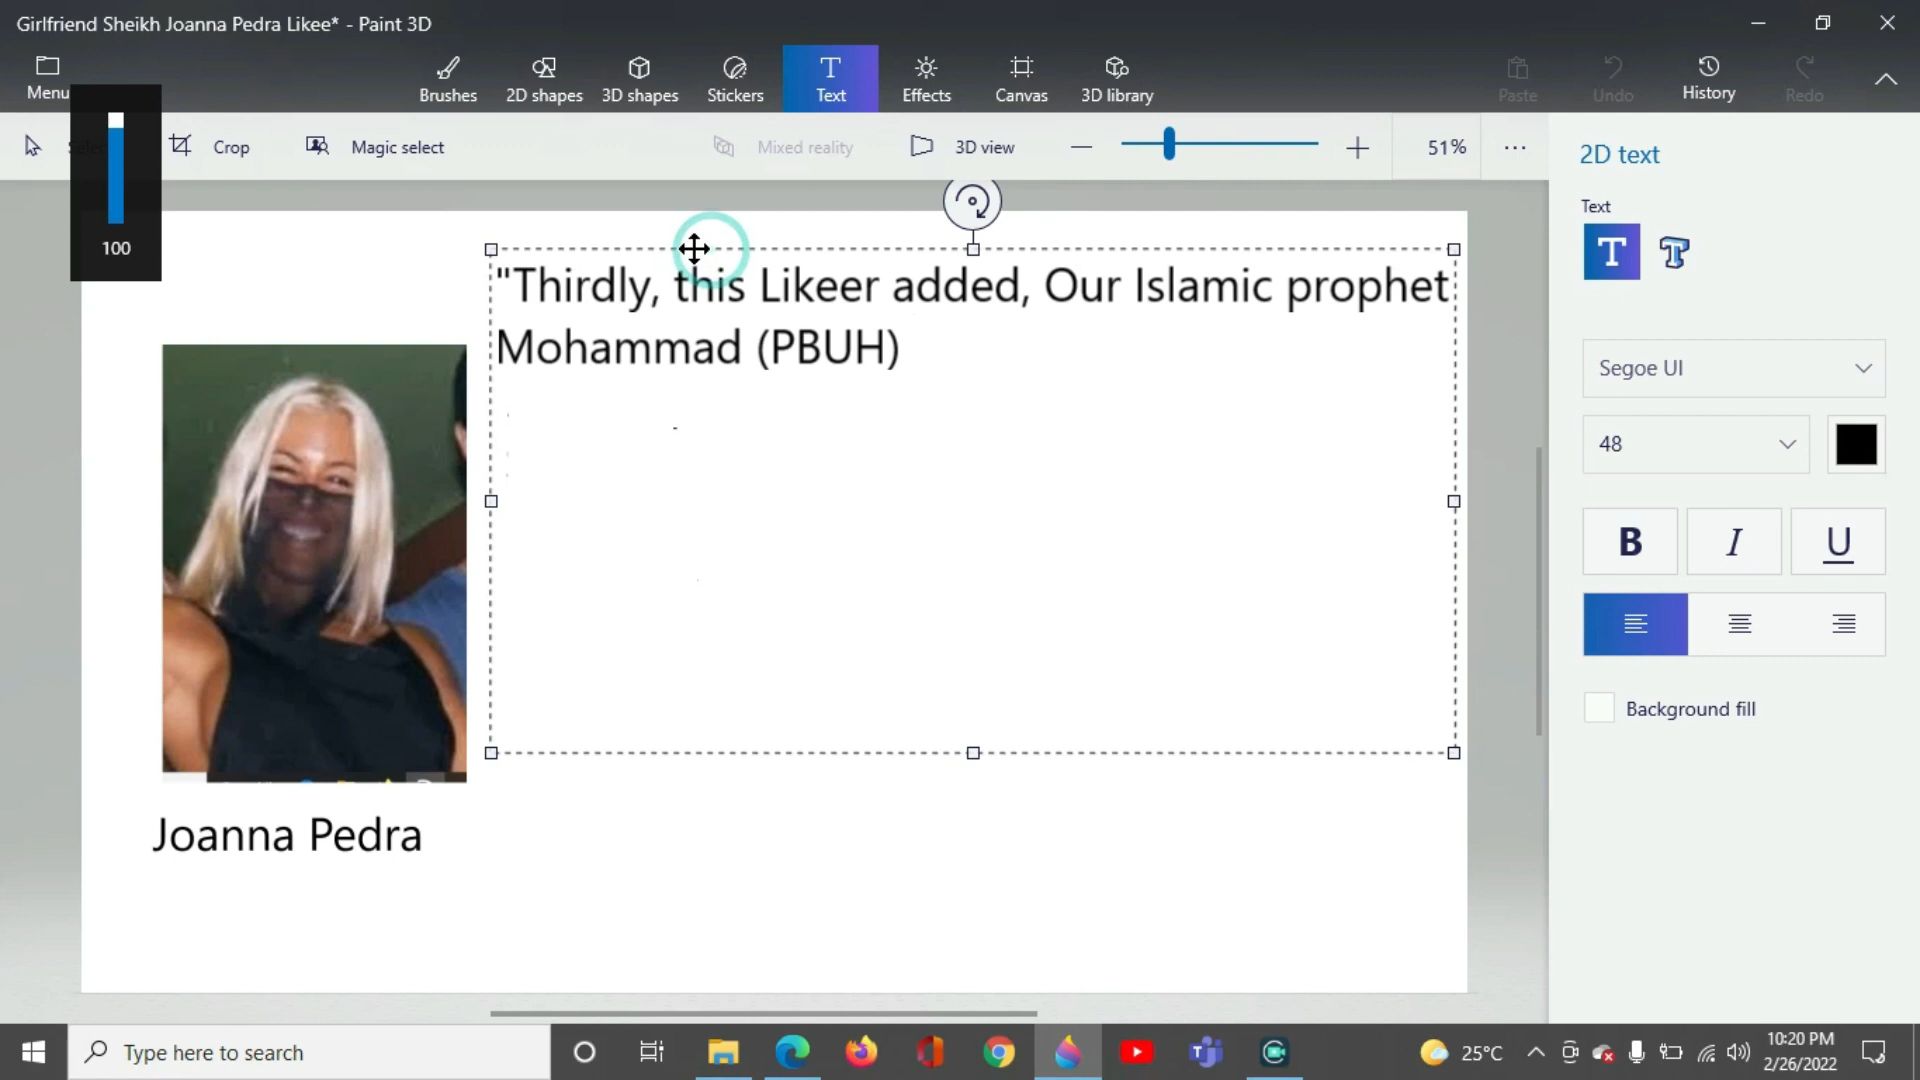 Girlfriend Sheikh Joanna Pedra Likee* - Paint 3D
Menu
Brushes
2D shapes
3D shapes
Stickers
Text
Effects
Canvas
3D library
Paste
Undo
History
Redo
Crop
Magic select
Mixed reality
3D view
51%
100
2D text
Text
Segoe UI
48
B I U
Background fill
"Thirdly, this Likeer added, Our Islamic prophet
Mohammad (PBUH)
Joanna Pedra
Type here to search
25°C
10:20 PM
2/26/2022